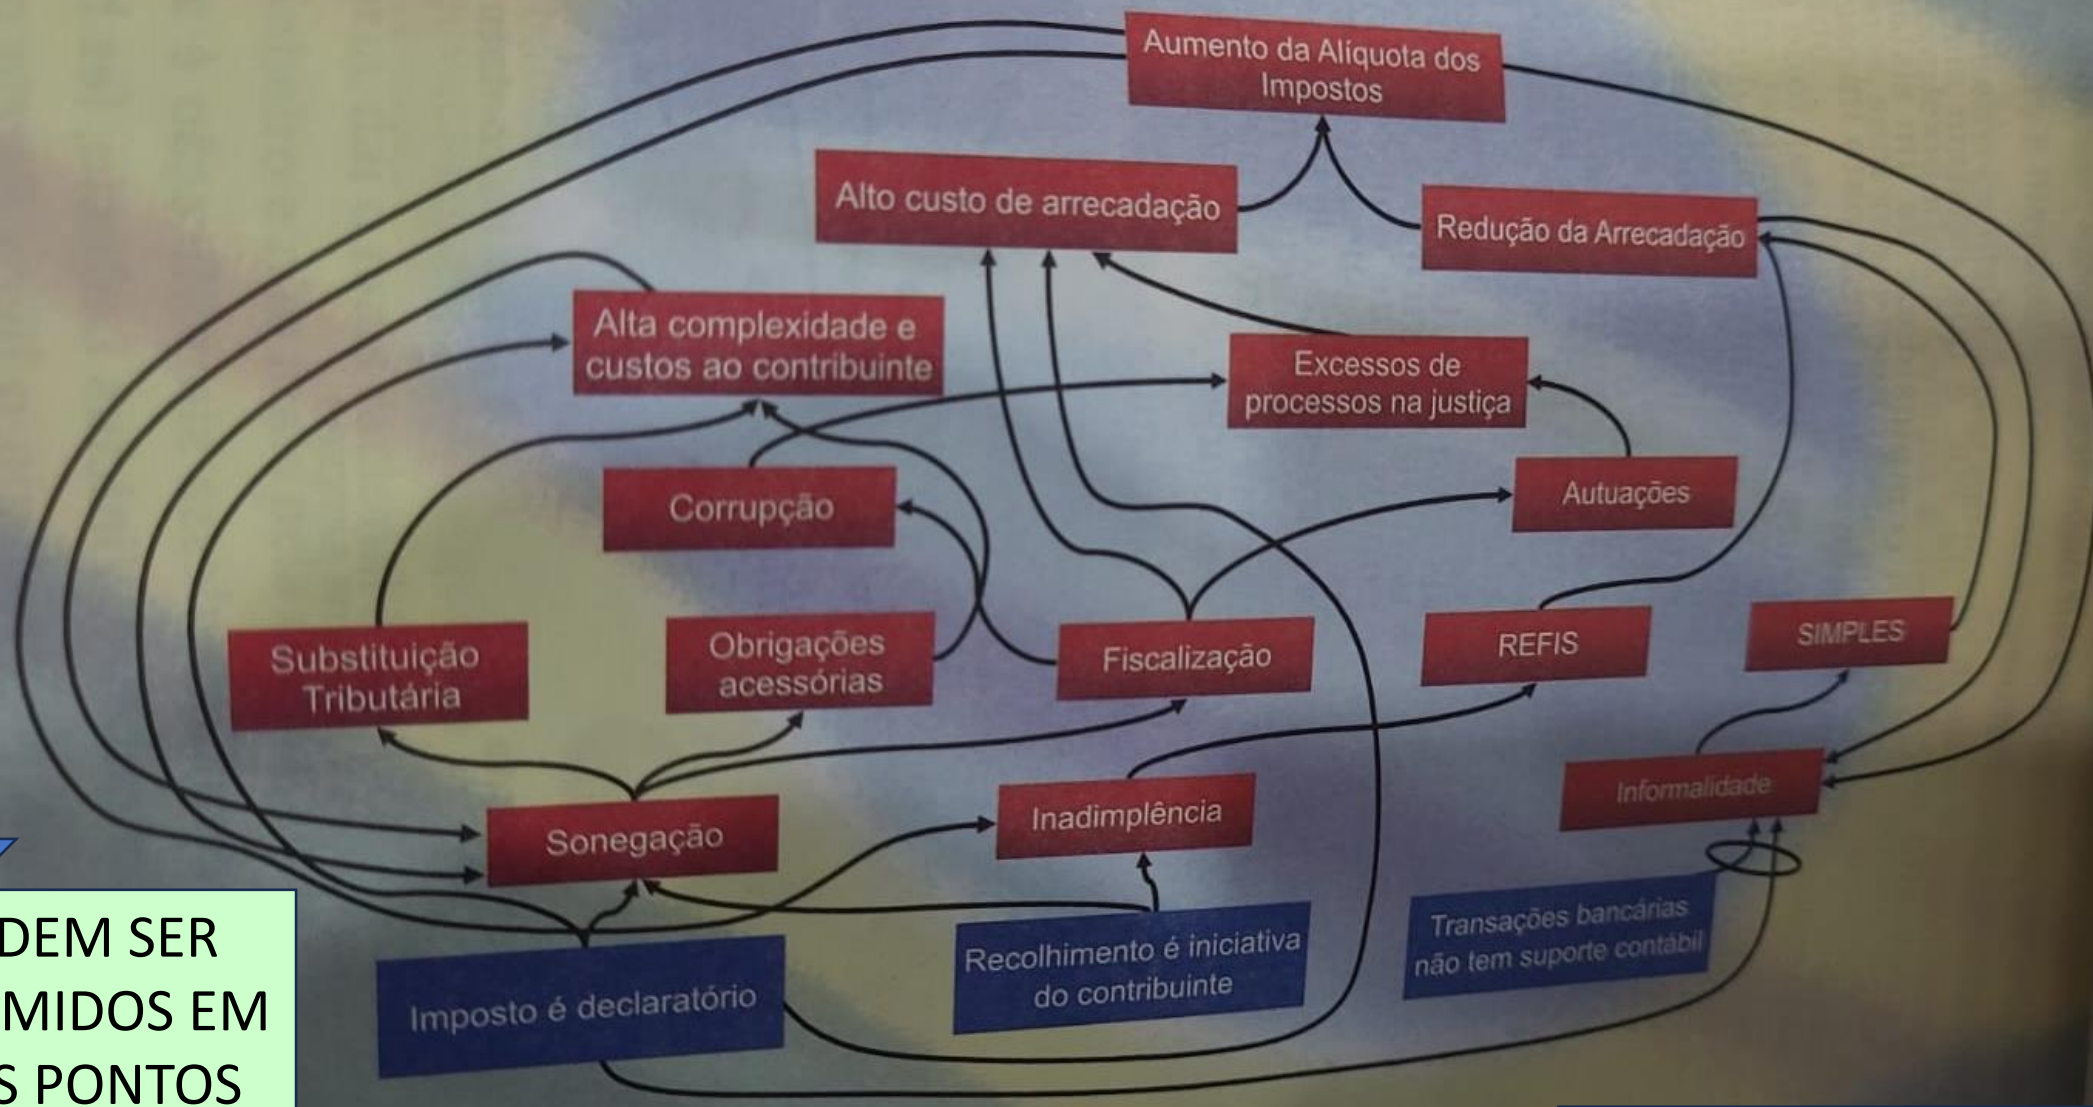 Aumento da Alíquota dos
Impostos
Alto custo de arrecadação
Redução da Arrecadação
Alta complexidade e
custos ao contribuinte
Excessos de
processos na justiça
Corrupção
Autuações
Substituição
Tributária
Obrigações
acessórias
Fiscalização
REFIS
SIMPLES
Sonegação
Inadimplência
Informalidade
Imposto é declaratório
Recolhimento é iniciativa
do contribuinte
Transações bancárias
não tem suporte contábil
DEM SER
MIDOS EM
S PONTOS